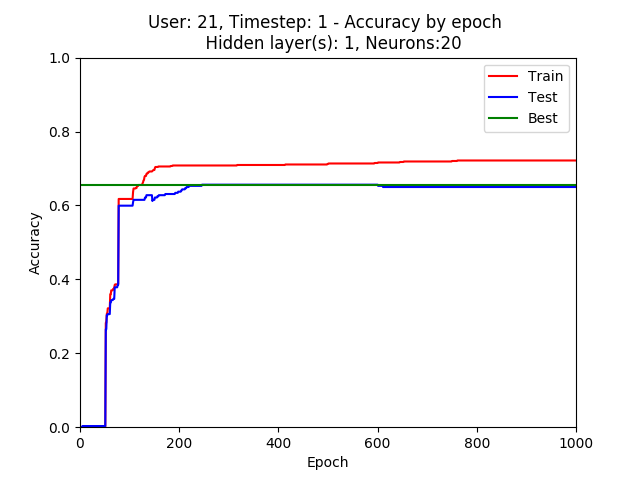 User: 21, Timestep: 1 - Accuracy by epoch
Hidden layer(s): 1, Neurons:20
Train
Test
Best
Accuracy
1.0
0.8
0.6
0.4
0.2
0.0
0 200 400 600 800 1000
Epoch